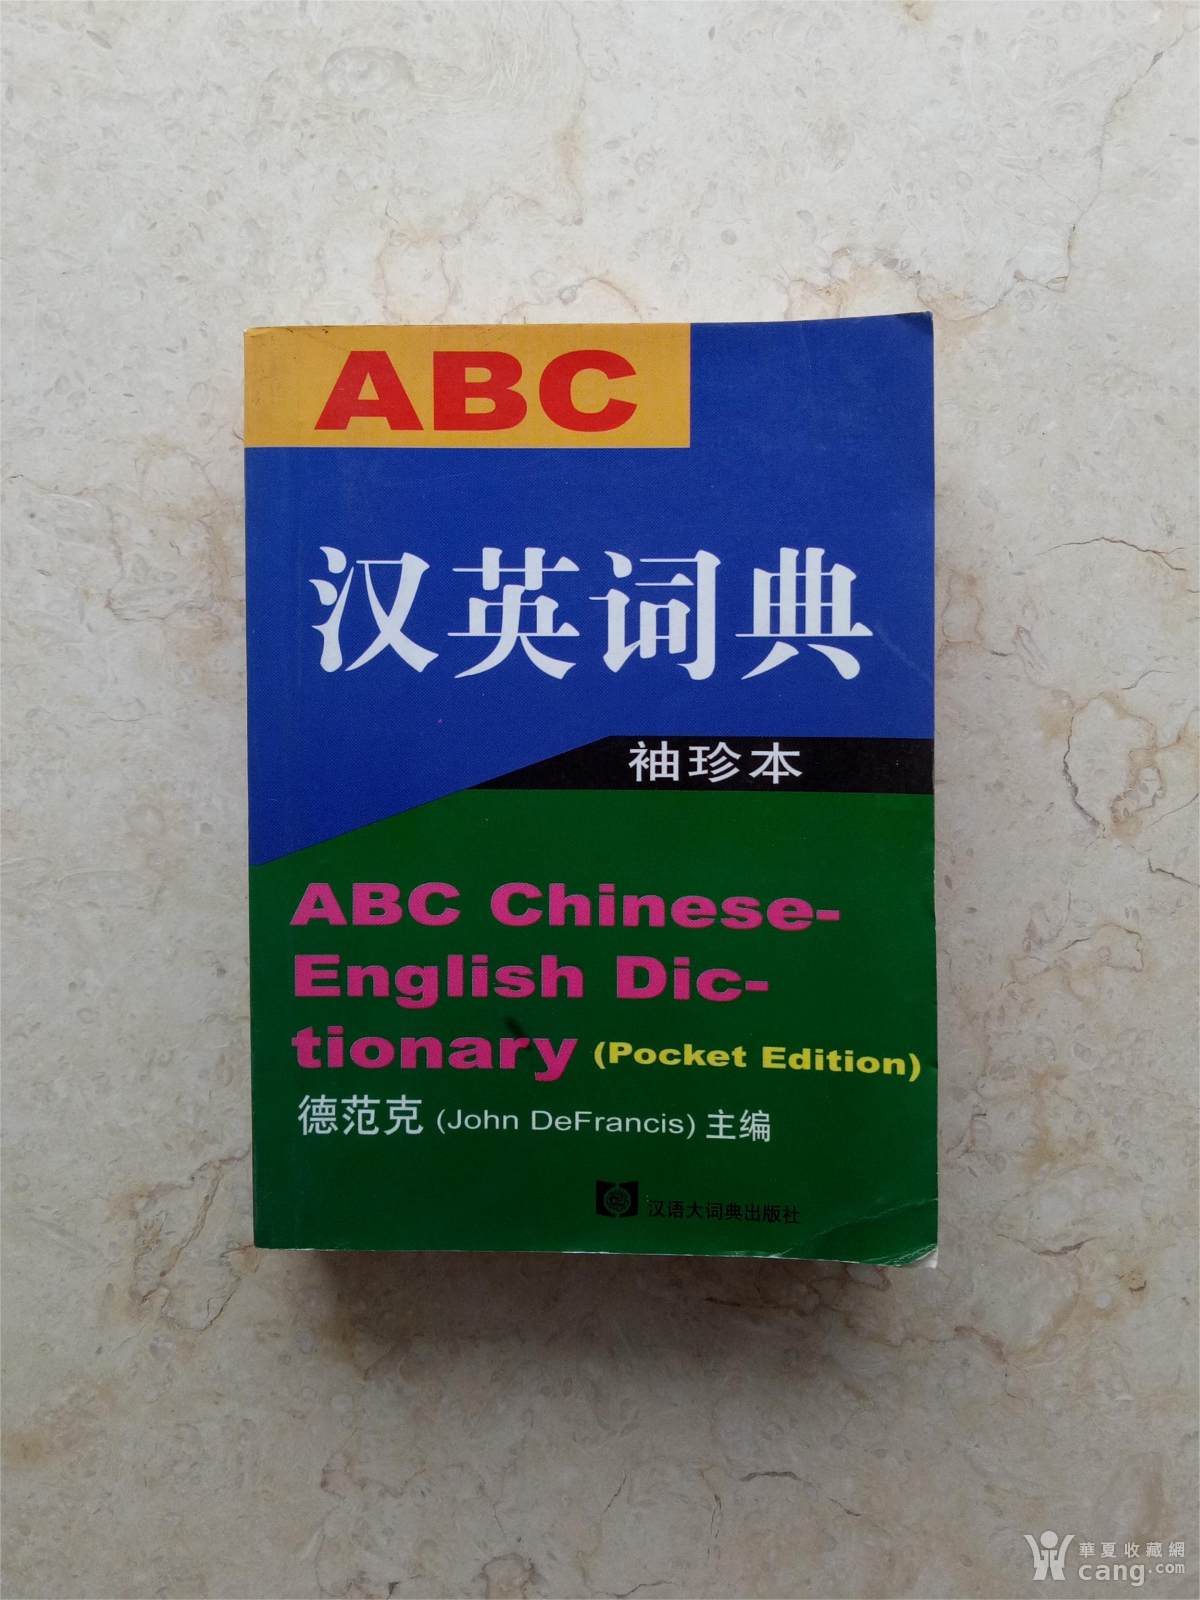 ABC
汉英词典
袖珍本
ABC Chinese-
English Dic-
tionary (Pocket Edition)
德范克 (John DeFrancis) 主编
汉语大词典出版社
華夏收藏網
cang.com